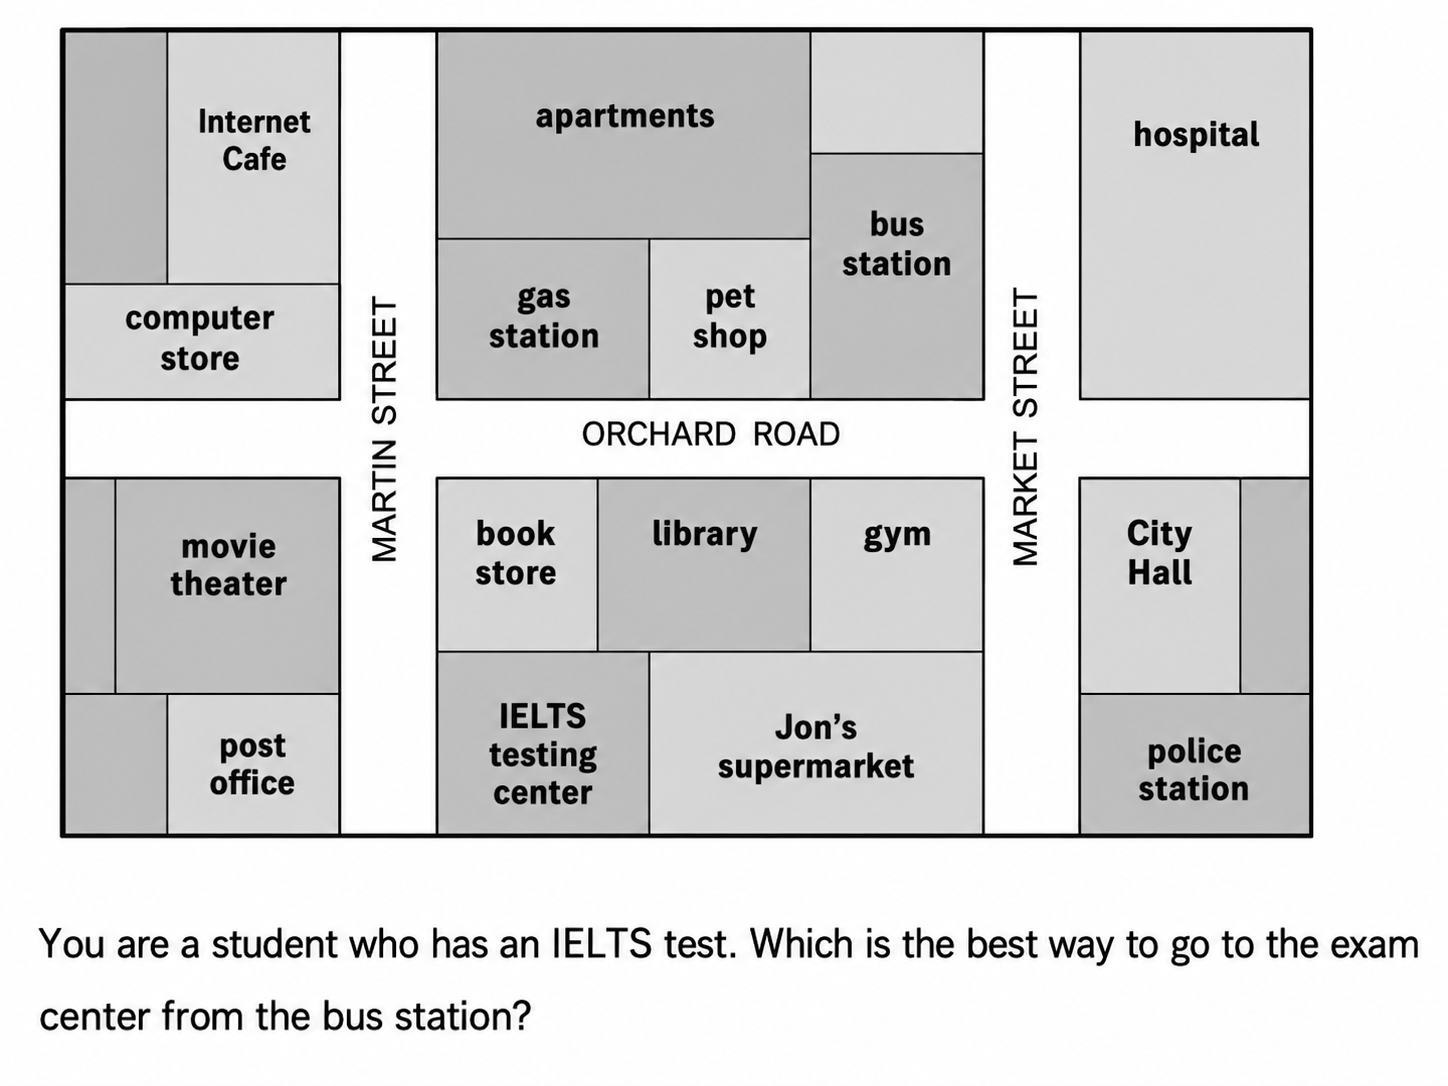 Internet
Cafe
apartments
hospital
bus
station
computer
store
gas
station
pet
shop
MARTIN STREET
ORCHARD ROAD
MARKET STREET
movie
theater
book
store
library
gym
City
Hall
post
office
IELTS
testing
center
Jon’s
supermarket
police
station
You are a student who has an IELTS test. Which is the best way to go to the exam
center from the bus station?